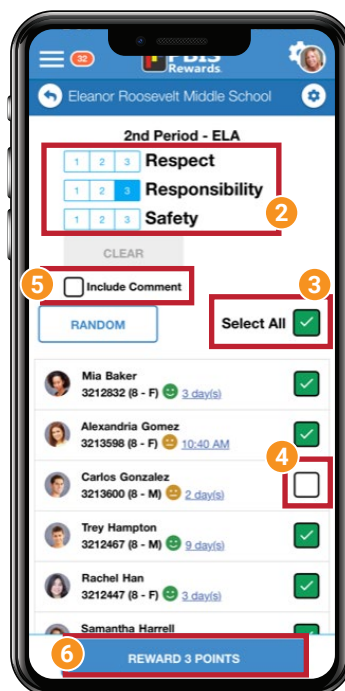 32
PBIS
Rewards
Eleanor Roosevelt Middle School
2nd Period - ELA
1 2 3 Respect
1 2 3 Responsibility
1 2 3 Safety
2
CLEAR
5
Include Comment
3
RANDOM
Select All
Mia Baker
3212832 (8 - F) 3 day(s)
Alexandria Gomez
3213598 (8 - F) 10:40 AM
4
Carlos Gonzalez
3213600 (8 - M) 2 day(s)
Trey Hampton
3212467 (8 - M) 9 day(s)
Rachel Han
3212447 (8 - F) 3 day(s)
Samantha Harrell
6
REWARD 3 POINTS